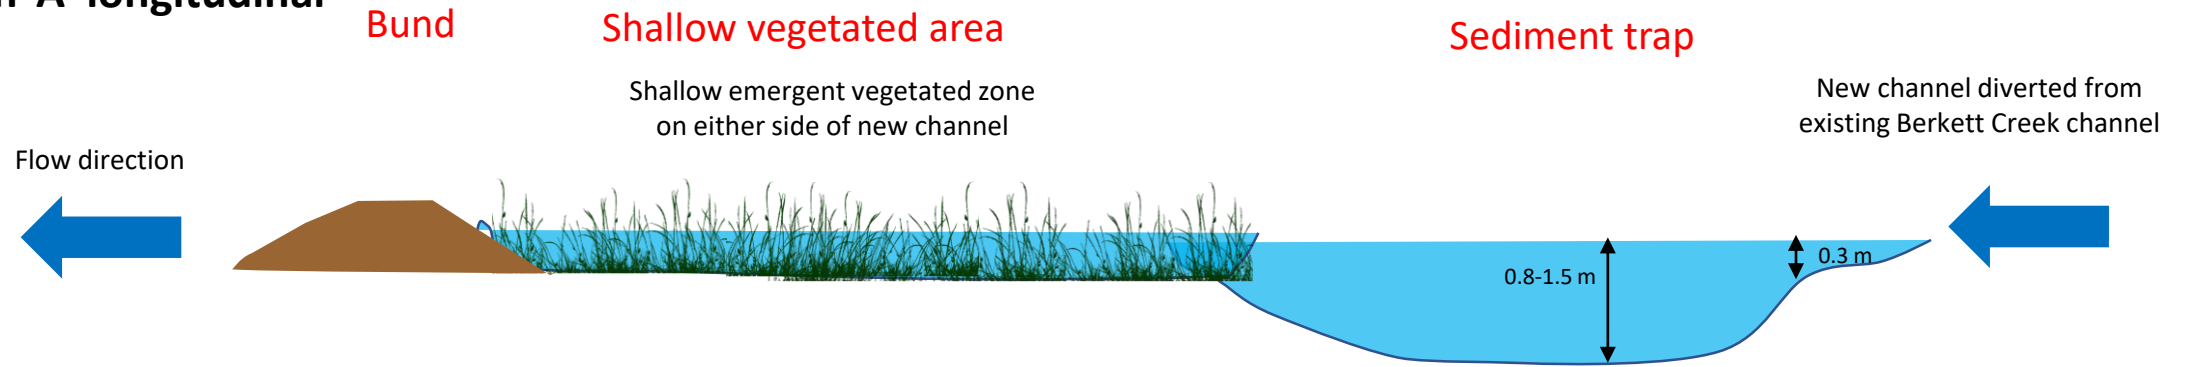 longitudinal
Bund
Shallow vegetated area
Sediment trap
Shallow emergent vegetated zone
on either side of new channel
New channel diverted from
existing Berkett Creek channel
Flow direction
0.8-1.5 m
0.3 m